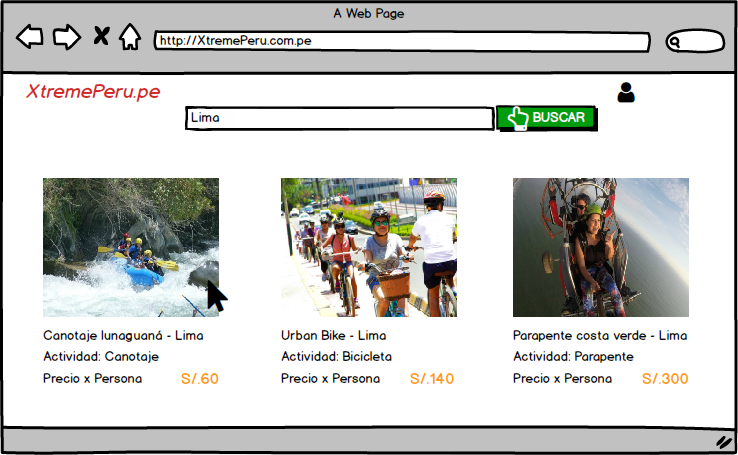 A Web Page
http://XtremePeru.com.pe
XtremePeru.pe
Lima
BUSCAR
Canotaje lunaguaná - Lima
Actividad: Canotaje
Precio x Persona S/.60
Urban Bike - Lima
Actividad: Bicicleta
Precio x Persona S/.140
Parapente costa verde - Lima
Actividad: Parapente
Precio x Persona S/.300